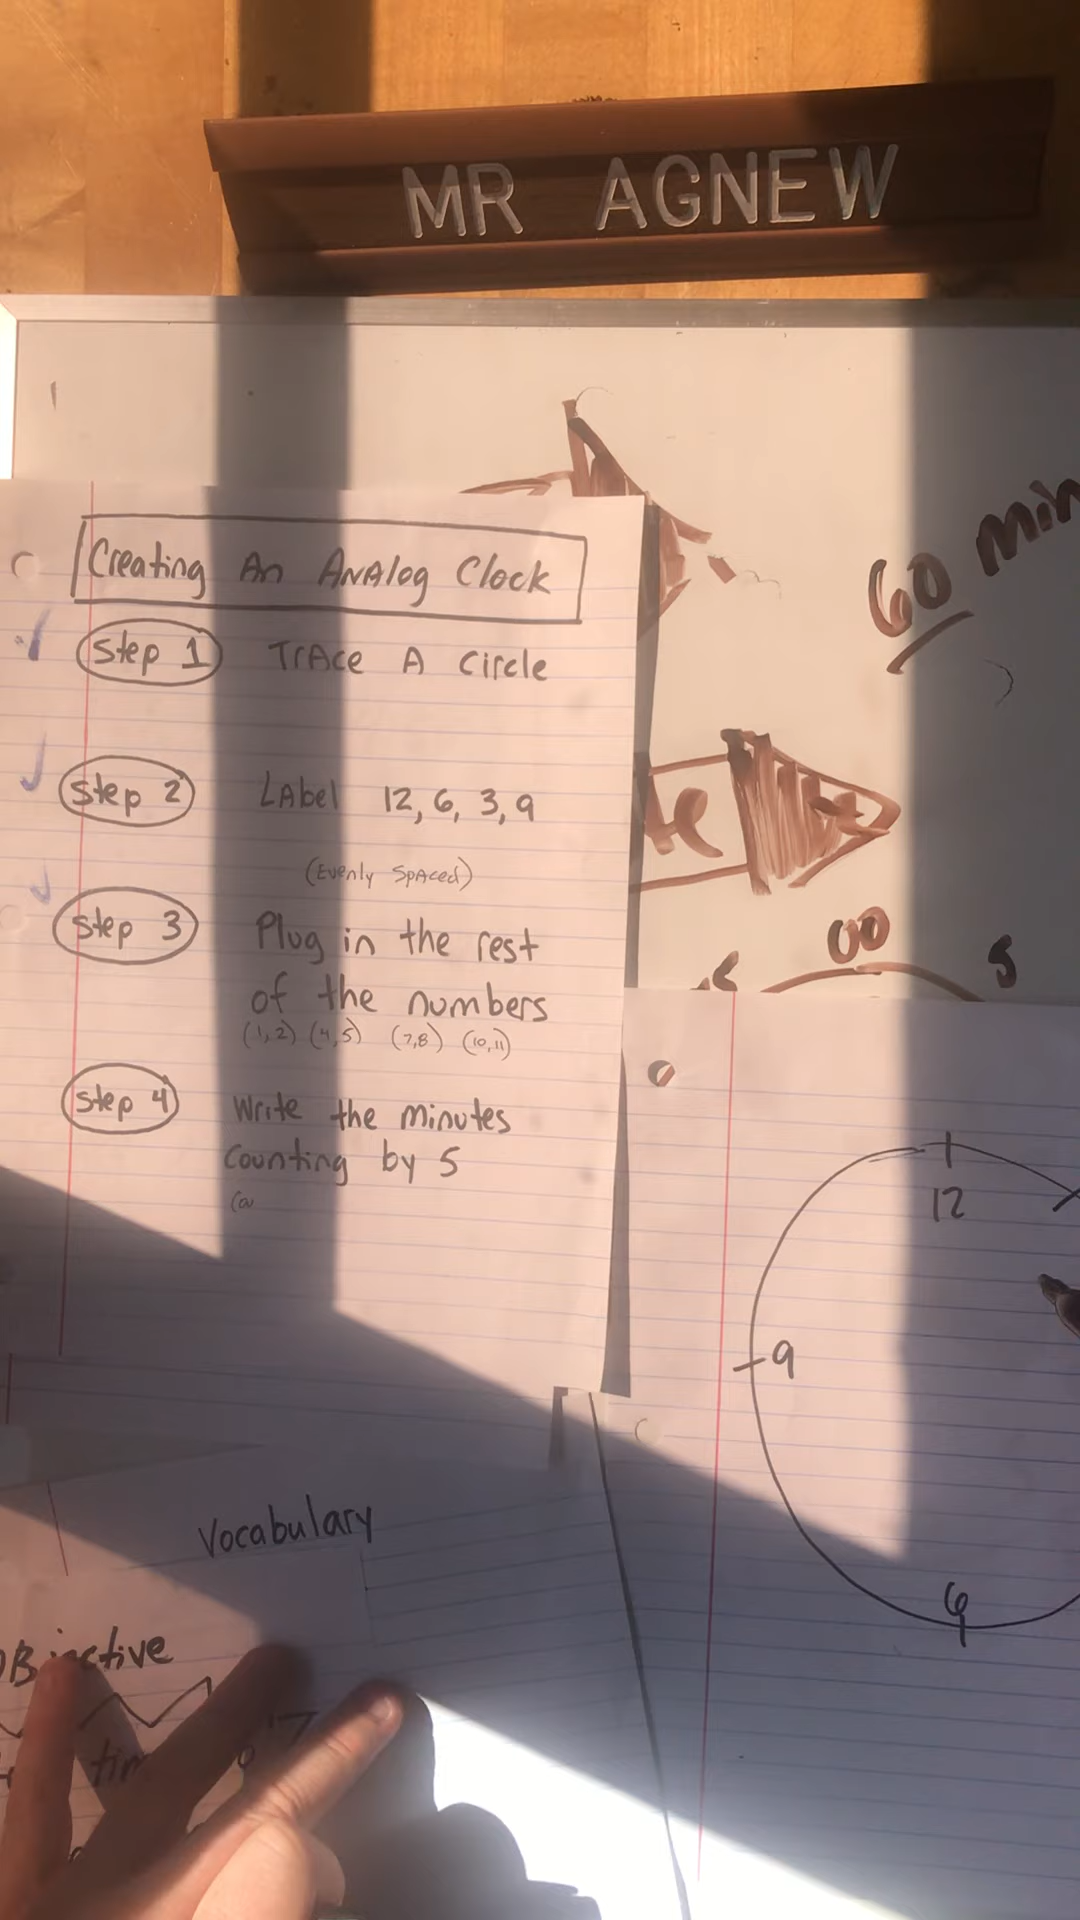 MR AGNEW
60 min
Creating An Analog Clock
Step 1 Trace A Circle
Step 2 Label 12, 6, 3, 9
(Evenly Spaced)
Step 3 Plug in the rest
of the numbers
(1,2) (4,5) (7,8) (10,11)
Step 4 Write the minutes
counting by 5
00
5
12
9
6
Vocabulary